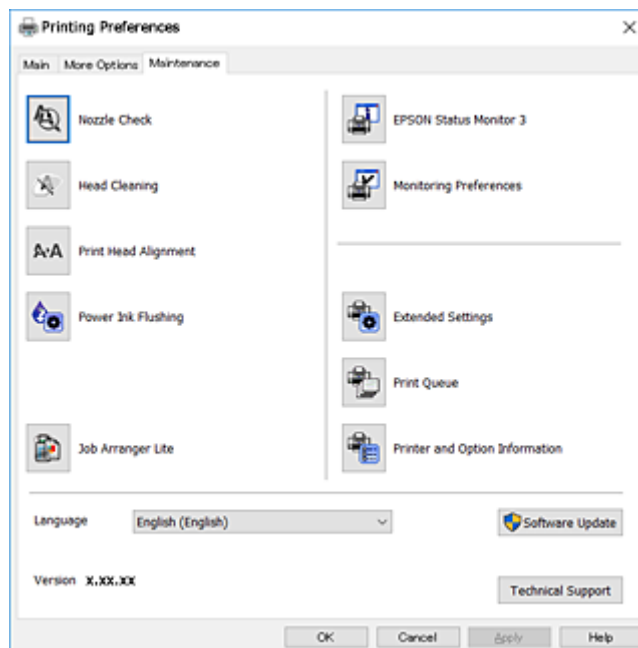 Printing Preferences
Main More Options Maintenance
Nozzle Check
Head Cleaning
A·A Print Head Alignment
Power Ink Flushing
Job Arranger Lite
EPSON Status Monitor 3
Monitoring Preferences
Extended Settings
Print Queue
Printer and Option Information
Language English (English) Software Update
Version X.XX.XX Technical Support
OK Cancel Apply Help